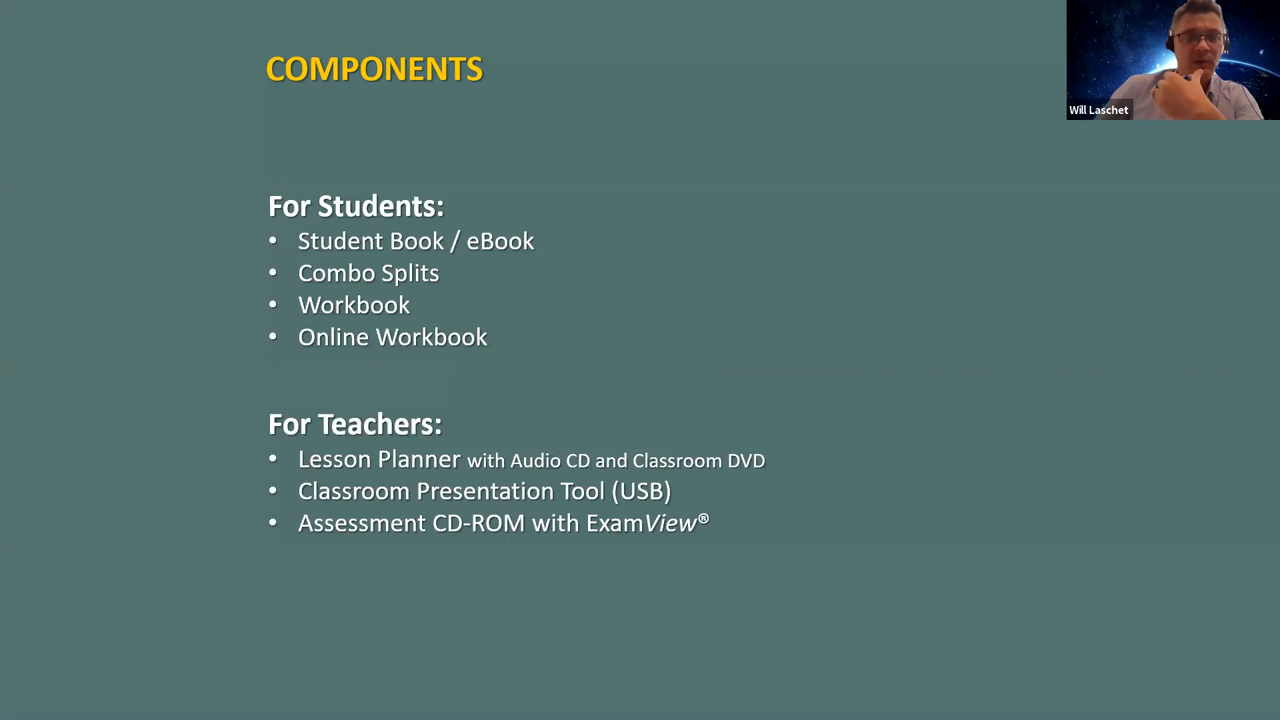 COMPONENTS
Will Laschet
For Students:
• Student Book / eBook
• Combo Splits
• Workbook
• Online Workbook
For Teachers:
• Lesson Planner with Audio CD and Classroom DVD
• Classroom Presentation Tool (USB)
• Assessment CD-ROM with ExamView®